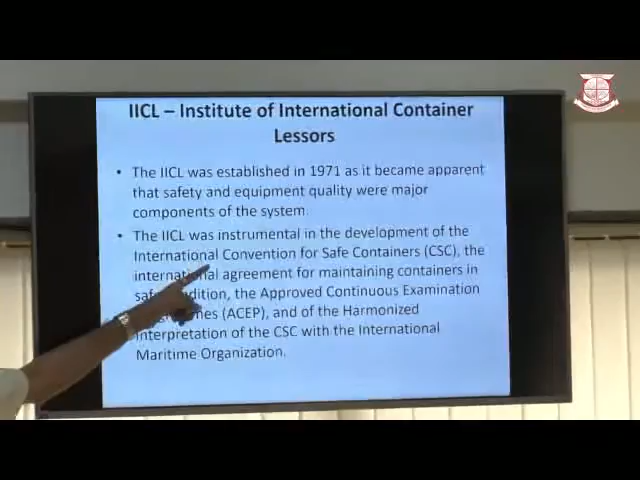 IICL – Institute of International Container
Lessors
• The IICL was established in 1971 as it became apparent
that safety and equipment quality were major
components of the system.
• The IICL was instrumental in the development of the
International Convention for Safe Containers (CSC), the
international agreement for maintaining containers in
the Approved Continuous Examination
(ACEP), and of the Harmonized
Interpretation of the CSC with the International
Maritime Organization.